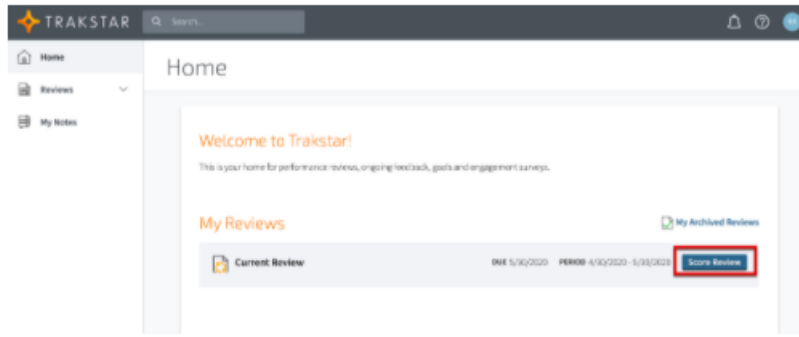 TRAKSTAR
Search..
Home
Reviews
My Notes
Home
Welcome to Trakstar!
This is your home for performance reviews, ongoing feedback, goals and engagement surveys.
My Reviews
My Archived Reviews
Current Review
DUE 5/30/2020 PERIOD 4/30/2020 - 5/30/2020 Score Review